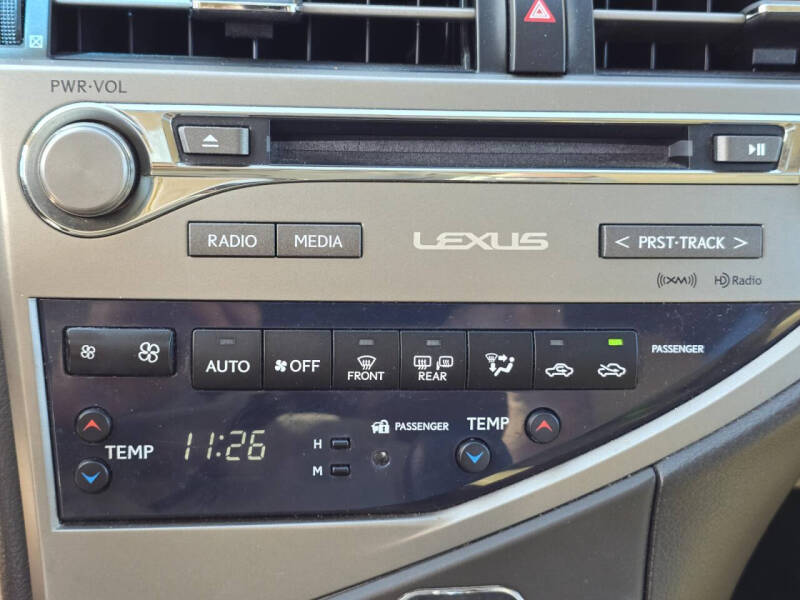 PWR·VOL
RADIO MEDIA LEXUS < PRST·TRACK >
((XM)) HD Radio
AUTO OFF FRONT REAR PASSENGER
TEMP 11:26 H PASSENGER TEMP
M